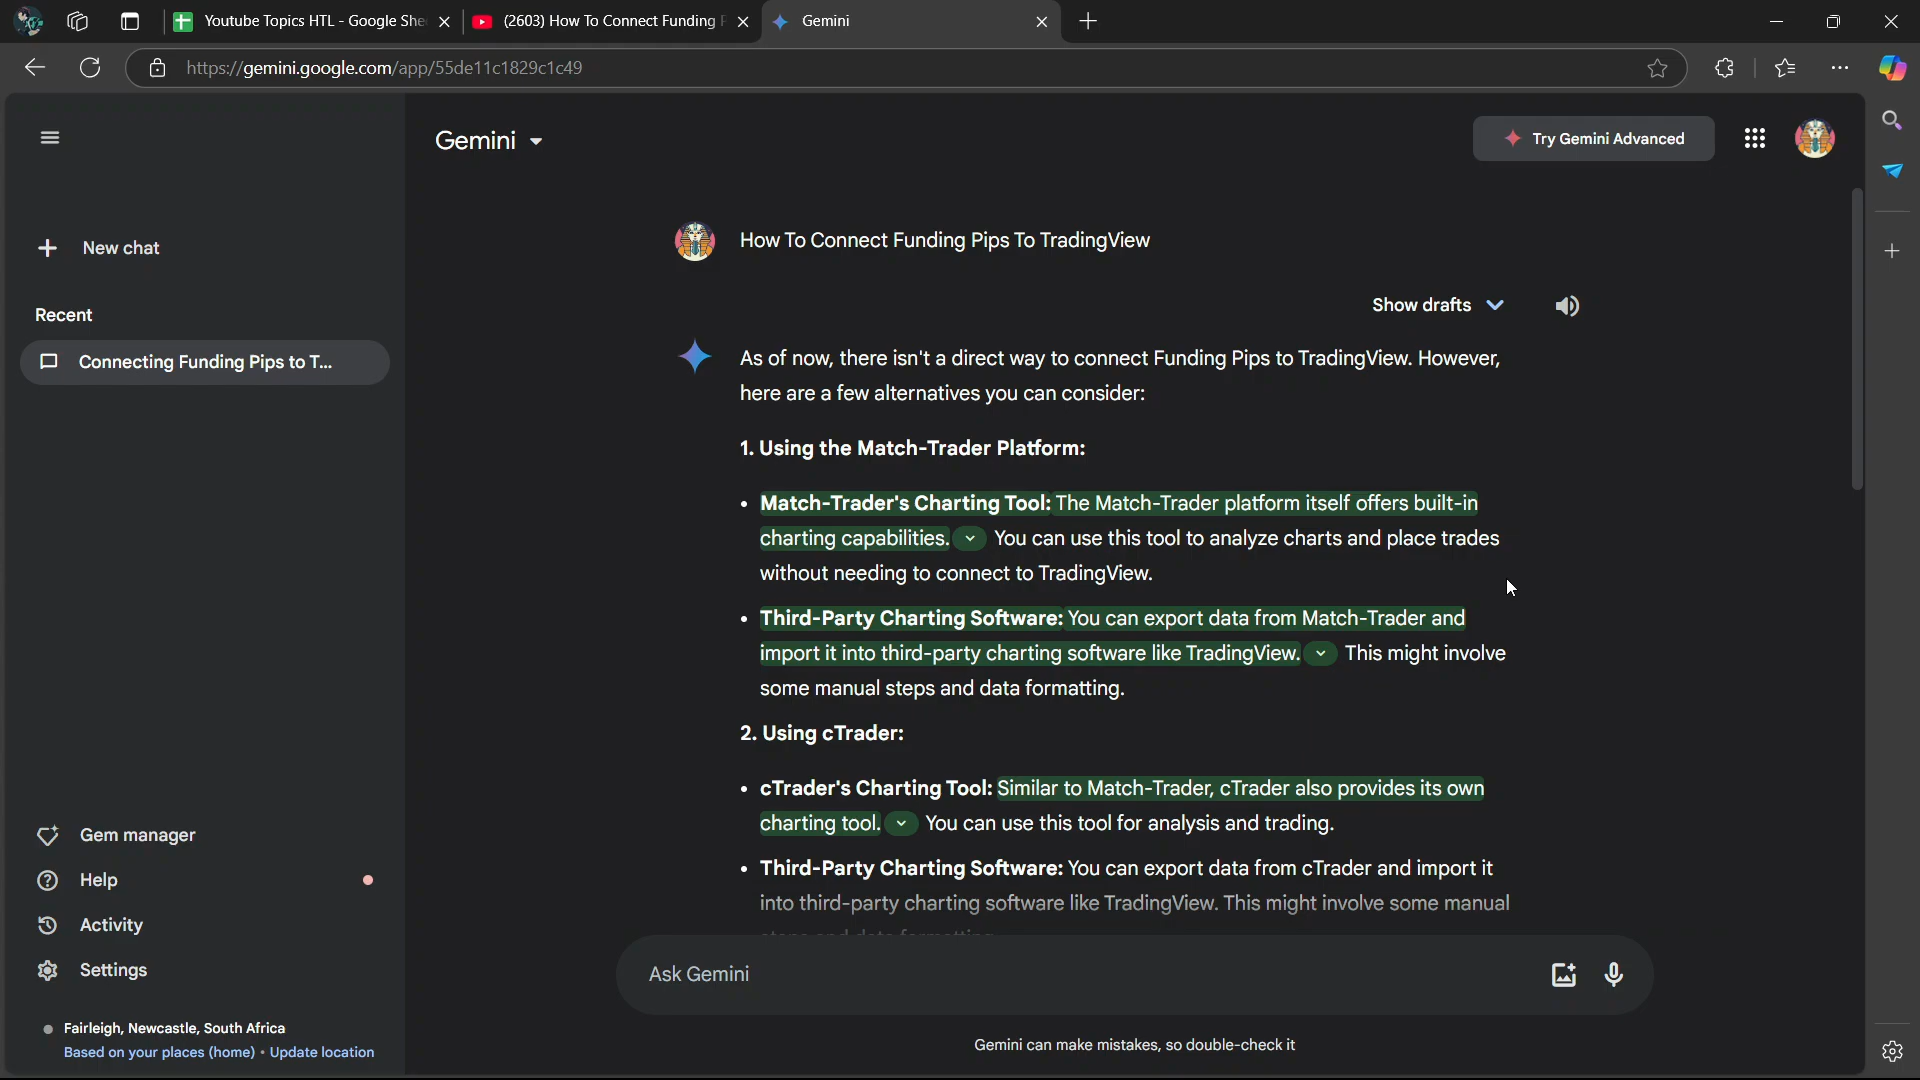 Youtube Topics HTL - Google She
(2603) How To Connect Funding P
Gemini
https://gemini.google.com/app/55de11c1829c1c49
Gemini
Try Gemini Advanced
New chat
Recent
Connecting Funding Pips to T...
How To Connect Funding Pips To TradingView
Show drafts
As of now, there isn't a direct way to connect Funding Pips to TradingView. However,
here are a few alternatives you can consider:
1. Using the Match-Trader Platform:
• Match-Trader's Charting Tool: The Match-Trader platform itself offers built-in
charting capabilities. You can use this tool to analyze charts and place trades
without needing to connect to TradingView.
• Third-Party Charting Software: You can export data from Match-Trader and
import it into third-party charting software like TradingView. This might involve
some manual steps and data formatting.
2. Using cTrader:
• cTrader's Charting Tool: Similar to Match-Trader, cTrader also provides its own
charting tool. You can use this tool for analysis and trading.
• Third-Party Charting Software: You can export data from cTrader and import it
into third-party charting software like TradingView. This might involve some manual
Gem manager
Help
Activity
Settings
Fairleigh, Newcastle, South Africa
Based on your places (home) • Update location
Ask Gemini
Gemini can make mistakes, so double-check it